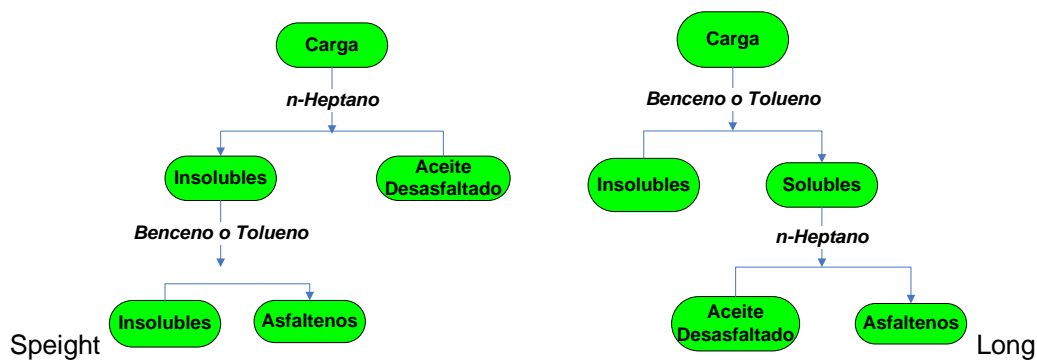 Carga
n-Heptano
Insolubles
Aceite
Desasfaltado
Benceno o Tolueno
Insolubles
Asfaltenos
Speight
Carga
Benceno o Tolueno
Insolubles
Solubles
n-Heptano
Aceite
Desasfaltado
Asfaltenos
Long